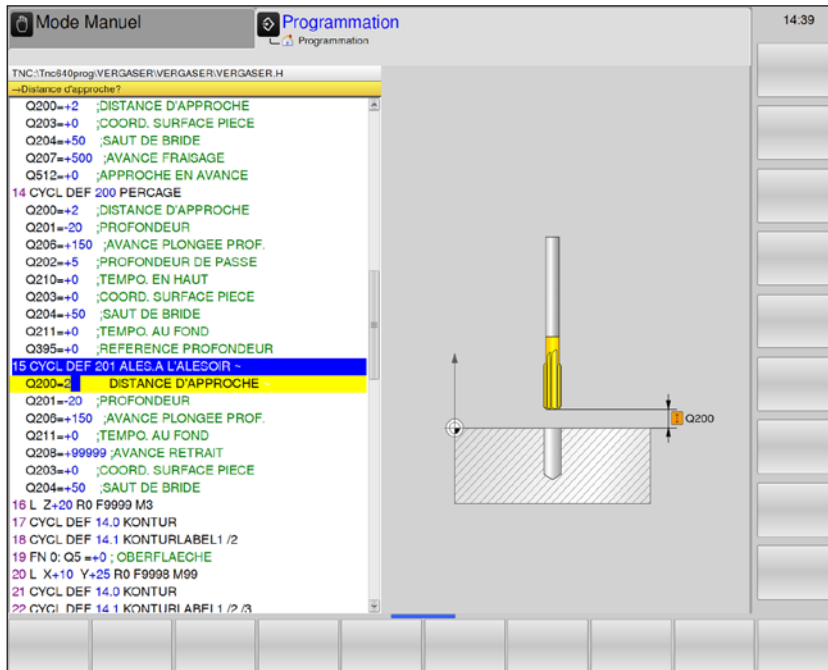 Mode Manuel
Programmation
Programmation
14:39
TNC:\Tnc640prog\VERGASER\VERGASER\VERGASER.H
→Distance d'approche?
Q200=+2 ;DISTANCE D'APPROCHE
Q203=+0 ;COORD. SURFACE PIECE
Q204=+50 ;SAUT DE BRIDE
Q207=+500 ;AVANCE FRAISAGE
Q512=+0 ;APPROCHE EN AVANCE
14 CYCL DEF 200 PERCAGE
Q200=+2 ;DISTANCE D'APPROCHE
Q201=-20 ;PROFONDEUR
Q206=+150 ;AVANCE PLONGEE PROF.
Q202=+5 ;PROFONDEUR DE PASSE
Q210=+0 ;TEMPO. EN HAUT
Q203=+0 ;COORD. SURFACE PIECE
Q204=+50 ;SAUT DE BRIDE
Q211=+0 ;TEMPO. AU FOND
Q395=+0 ;REFERENCE PROFONDEUR
15 CYCL DEF 201 ALES.A L'ALESOIR ~
Q200=2 DISTANCE D'APPROCHE ~
Q201=-20 ;PROFONDEUR
Q206=+150 ;AVANCE PLONGEE PROF.
Q211=+0 ;TEMPO. AU FOND
Q208=+99999 ;AVANCE RETRAIT
Q203=+0 ;COORD. SURFACE PIECE
Q204=+50 ;SAUT DE BRIDE
16 L Z+20 R0 F9999 M3
17 CYCL DEF 14.0 KONTUR
18 CYCL DEF 14.1 KONTURLABEL1 /2
19 FN 0: Q5 =+0 ; OBERFLAECHE
20 L X+10 Y+25 R0 F9998 M99
21 CYCL DEF 14.0 KONTUR
22 CYCL DEF 14.1 KONTURLABEL1 /2 /3
Q200